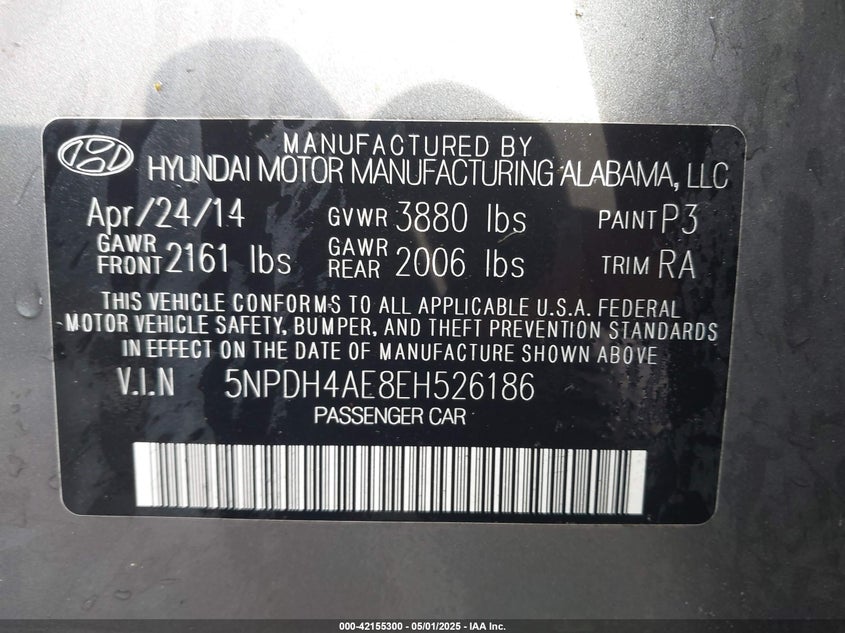 MANUFACTURED BY
HYUNDAI MOTOR MANUFACTURING ALABAMA, LLC
Apr/24/14 GVWR 3880 lbs PAINT P3
GAWR FRONT 2161 lbs GAWR REAR 2006 lbs TRIM RA
THIS VEHICLE CONFORMS TO ALL APPLICABLE U.S.A. FEDERAL
MOTOR VEHICLE SAFETY, BUMPER, AND THEFT PREVENTION STANDARDS
IN EFFECT ON THE DATE OF MANUFACTURE SHOWN ABOVE
V.I.N 5NPDH4AE8EH526186
PASSENGER CAR
000-42155300 - 05/01/2025 - IAA Inc.